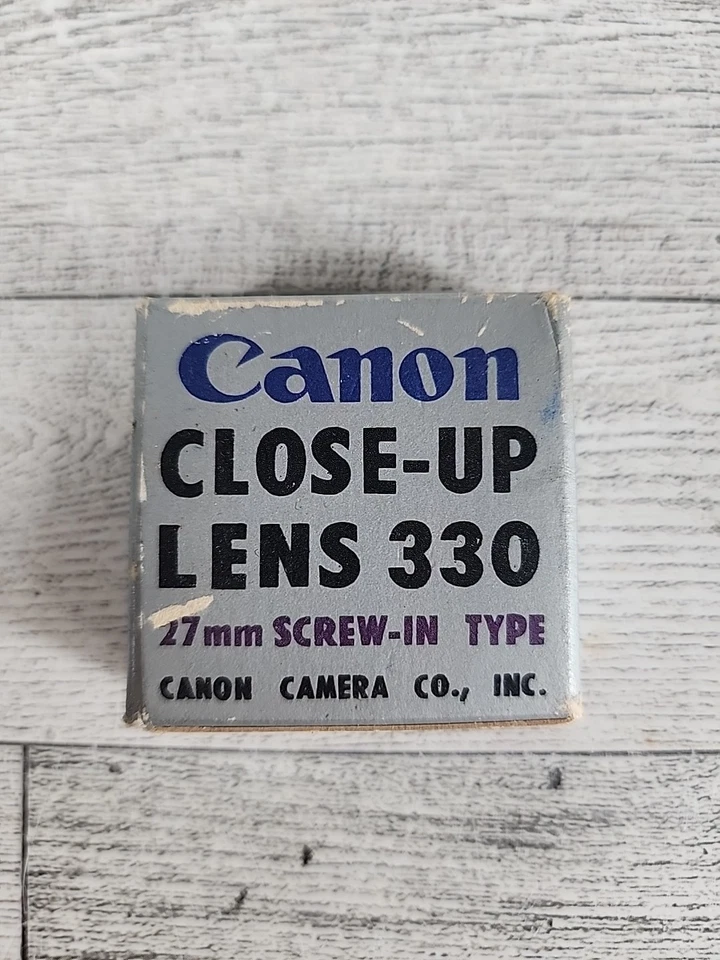 Canon
CLOSE-UP
LENS 330
27mm SCREW-IN TYPE
CANON CAMERA CO., INC.